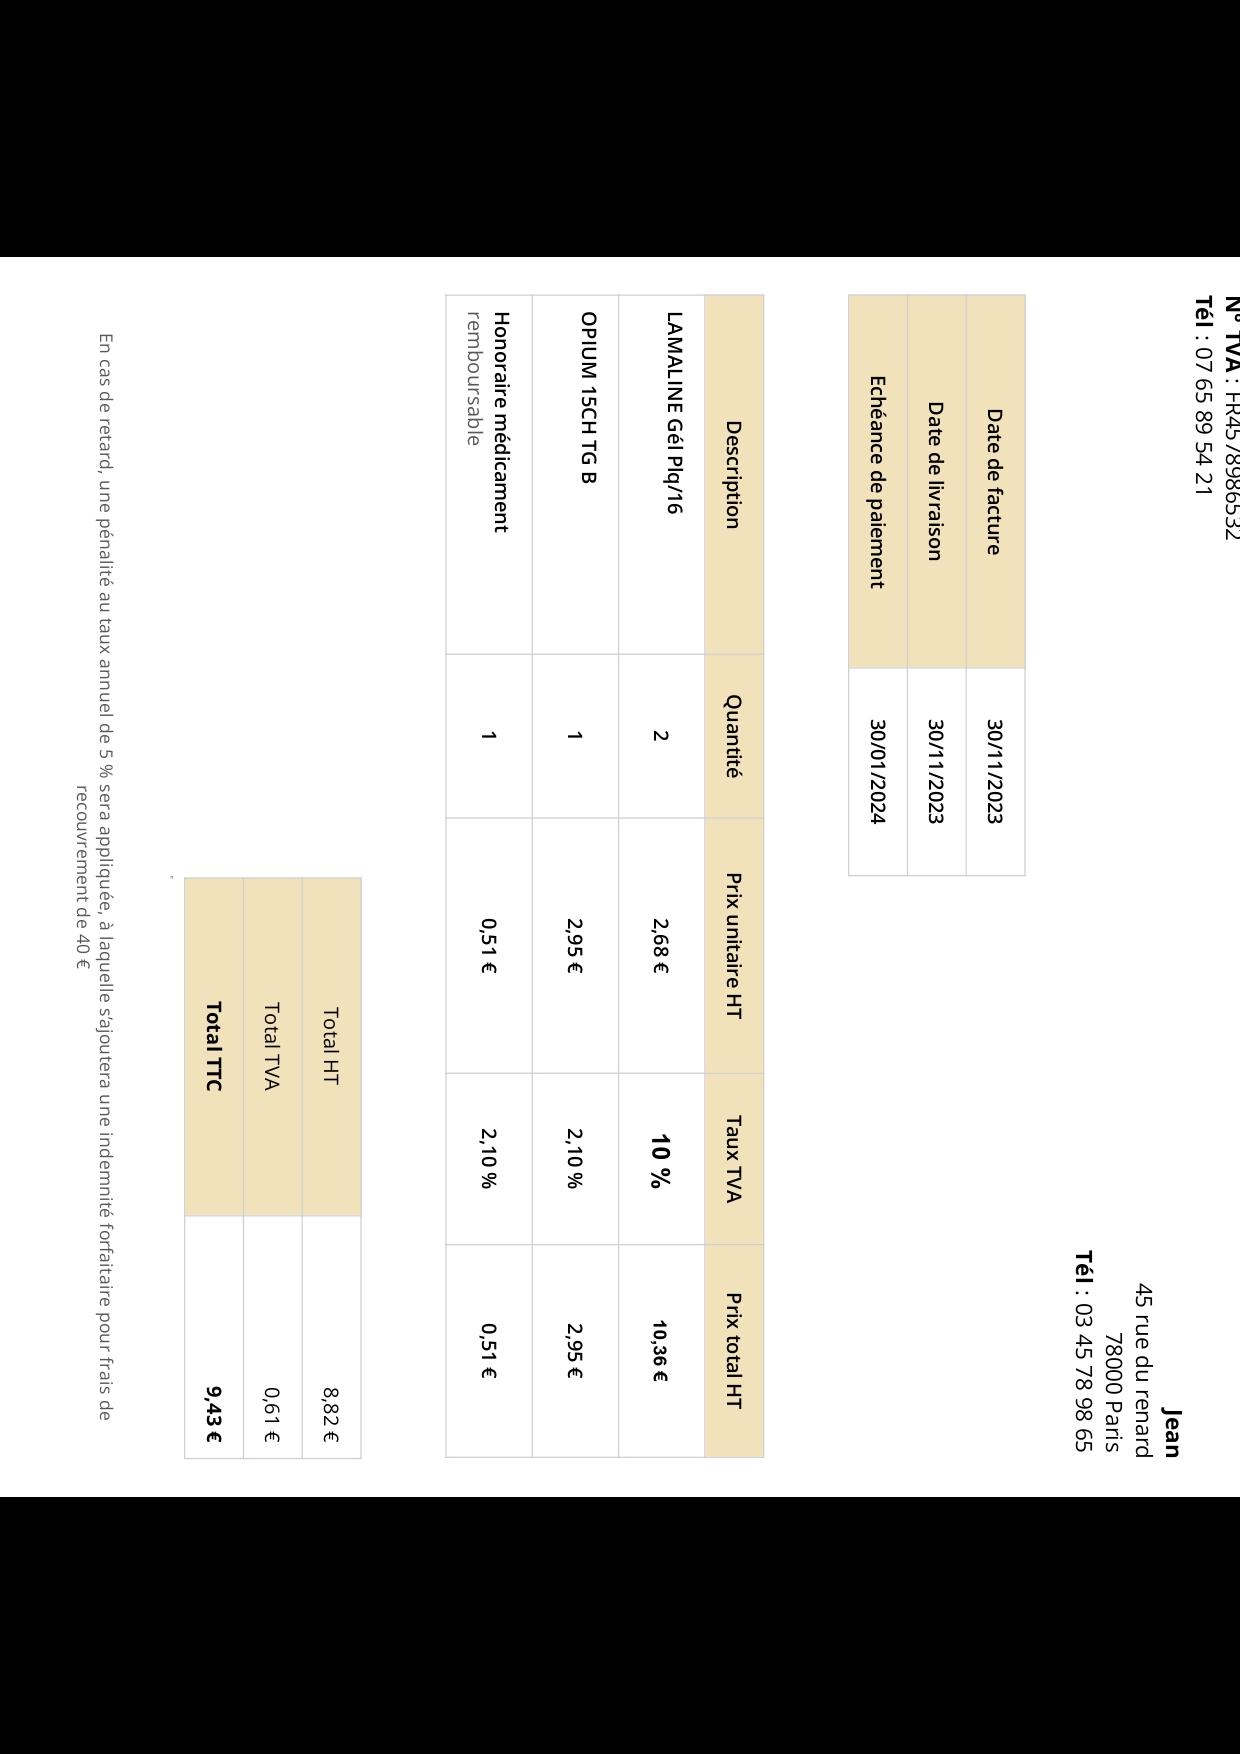 N° TVA : FR4578986532
Tél : 07 65 89 54 21
Jean
45 rue du renard
78000 Paris
Tél : 03 45 78 98 65
Date de facture 30/11/2023
Date de livraison 30/11/2023
Echéance de paiement 30/01/2024
Description Quantité Prix unitaire HT Taux TVA Prix total HT
LAMALINE Gél Plq/16 2 2,68 € 10 % 10,36 €
OPIUM 15CH TG B 1 2,95 € 2,10 % 2,95 €
Honoraire médicament 1 0,51 € 2,10 % 0,51 €
remboursable
Total HT 8,82 €
Total TVA 0,61 €
Total TTC 9,43 €
En cas de retard, une pénalité au taux annuel de 5 % sera appliquée, à laquelle s'ajoutera une indemnité forfaitaire pour frais de
recouvrement de 40 €